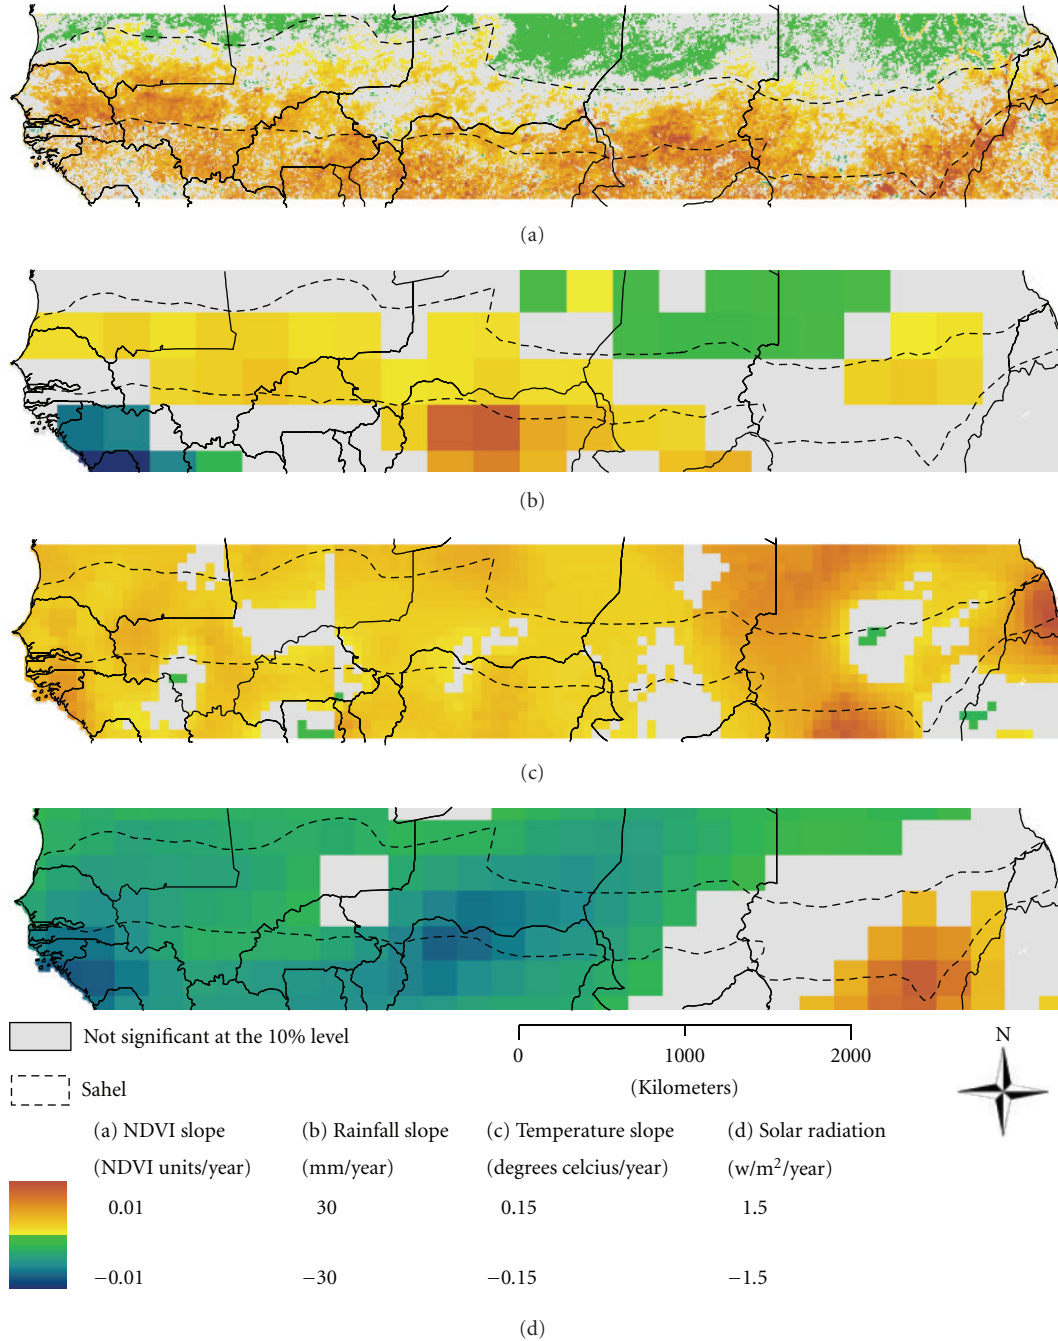 (a)
(b)
(c)
Not significant at the 10% level
Sahel
0 1000 2000
(Kilometers)
N
(a) NDVI slope (b) Rainfall slope (c) Temperature slope (d) Solar radiation
(NDVI units/year) (mm/year) (degrees celcius/year) (w/m²/year)
0.01 30 0.15 1.5
−0.01 −30 −0.15 −1.5
(d)